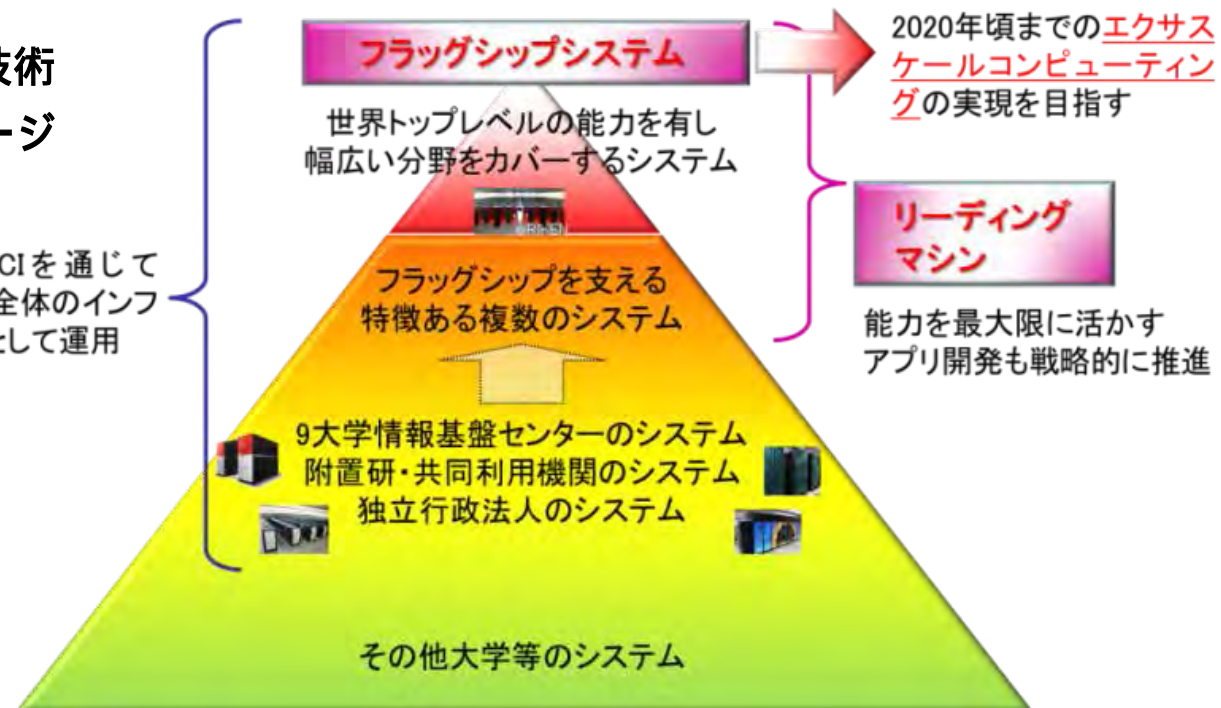 技術
ージ
フラッグシップシステム
2020年頃までのエクサス
ケールコンピューティン
グの実現を目指す
世界トップレベルの能力を有し
幅広い分野をカバーするシステム
リーディング
マシン
CIを通じて
全体のインフ
として運用
フラッグシップを支える
特徴ある複数のシステム
能力を最大限に活かす
アプリ開発も戦略的に推進
9大学情報基盤センターのシステム
附置研・共同利用機関のシステム
独立行政法人のシステム
その他大学等のシステム